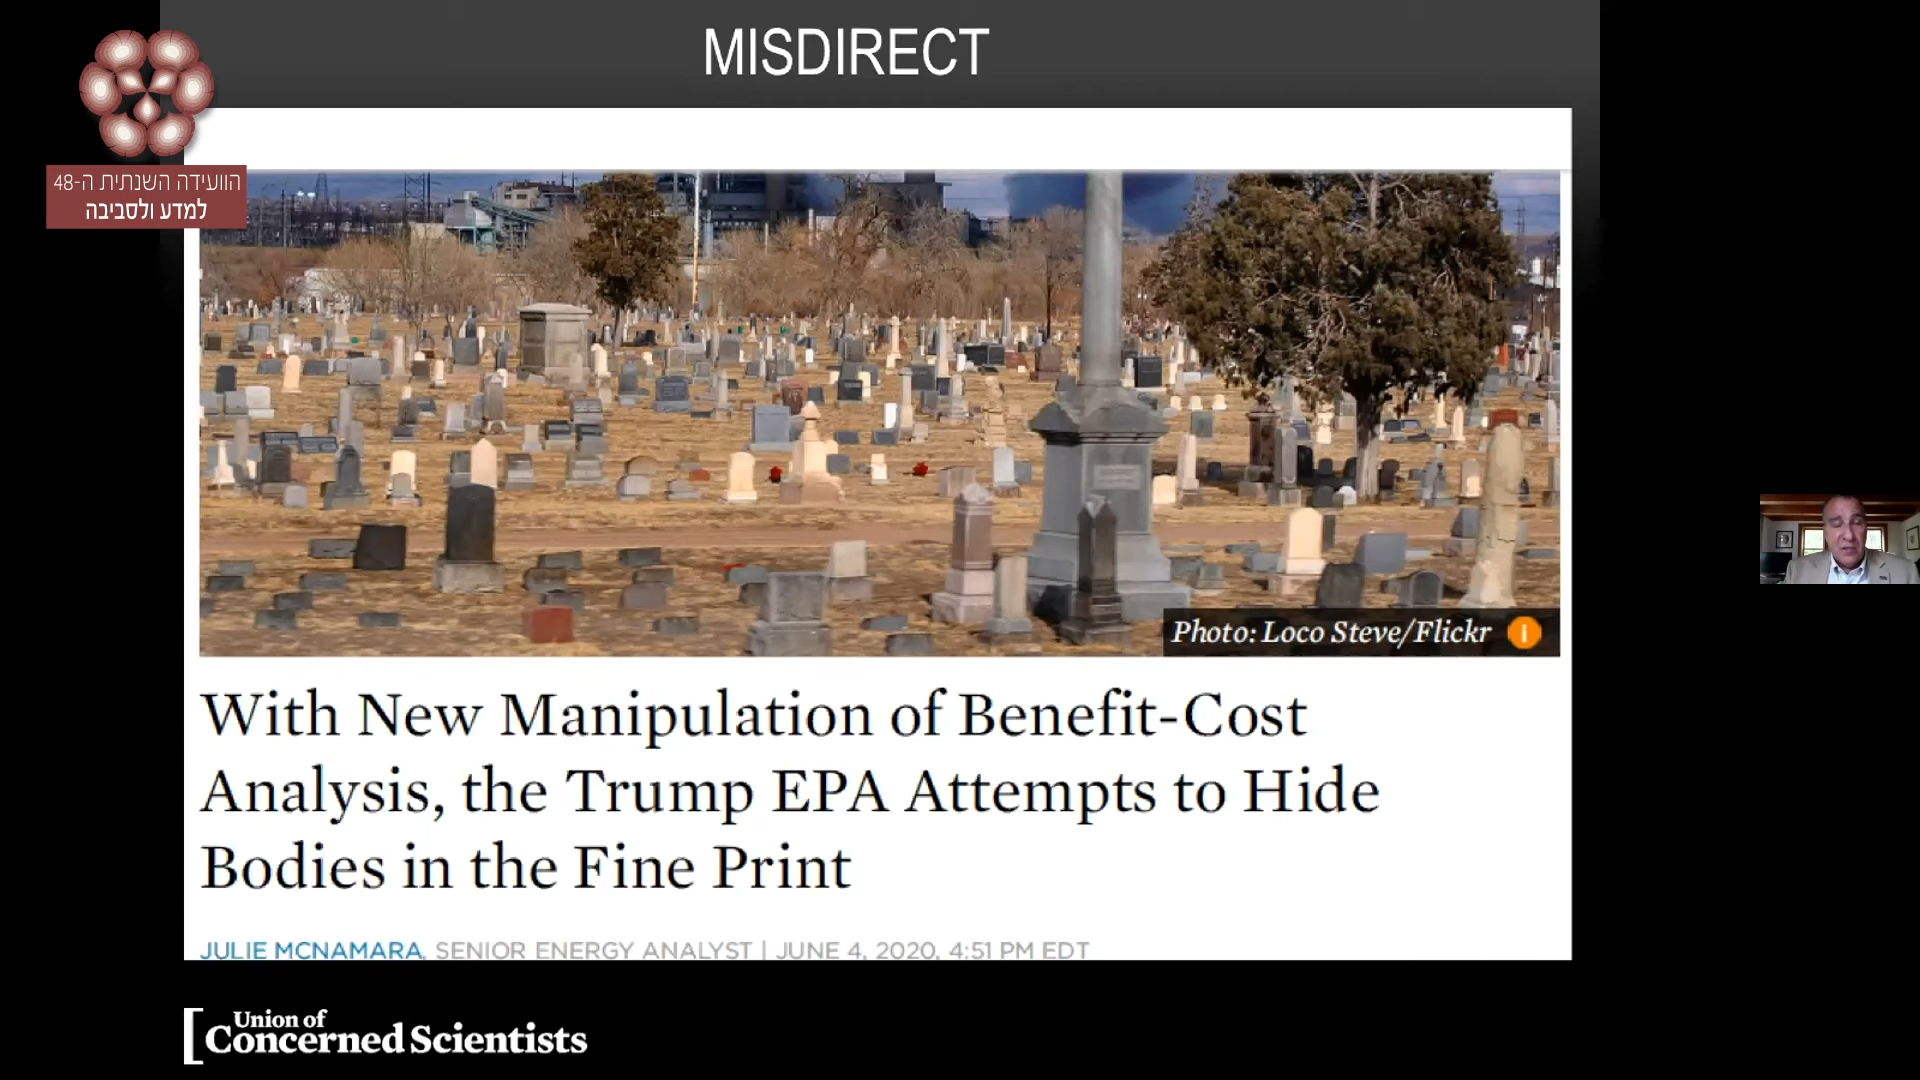 MISDIRECT
הוועידה השנתית ה-48
למדע ולסביבה
Photo: Loco Steve/Flickr
i
With New Manipulation of Benefit-Cost
Analysis, the Trump EPA Attempts to Hide
Bodies in the Fine Print
JULIE MCNAMARA, SENIOR ENERGY ANALYST | JUNE 4, 2020, 4:51 PM EDT
Union of
Concerned Scientists